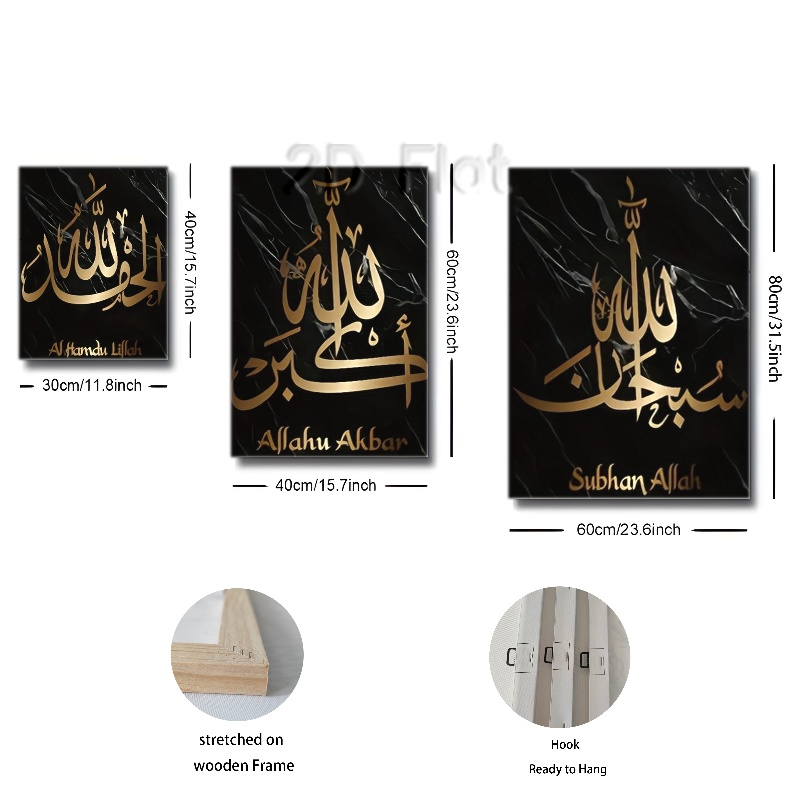 2D Flat
الحمد لله
Al Hamdu Lillah
40cm/15.7inch
30cm/11.8inch
الله أكبر
Allahu Akbar
60cm/23.6inch
40cm/15.7inch
سبحان الله
Subhan Allah
80cm/31.5inch
60cm/23.6inch
stretched on
wooden Frame
Hook
Ready to Hang